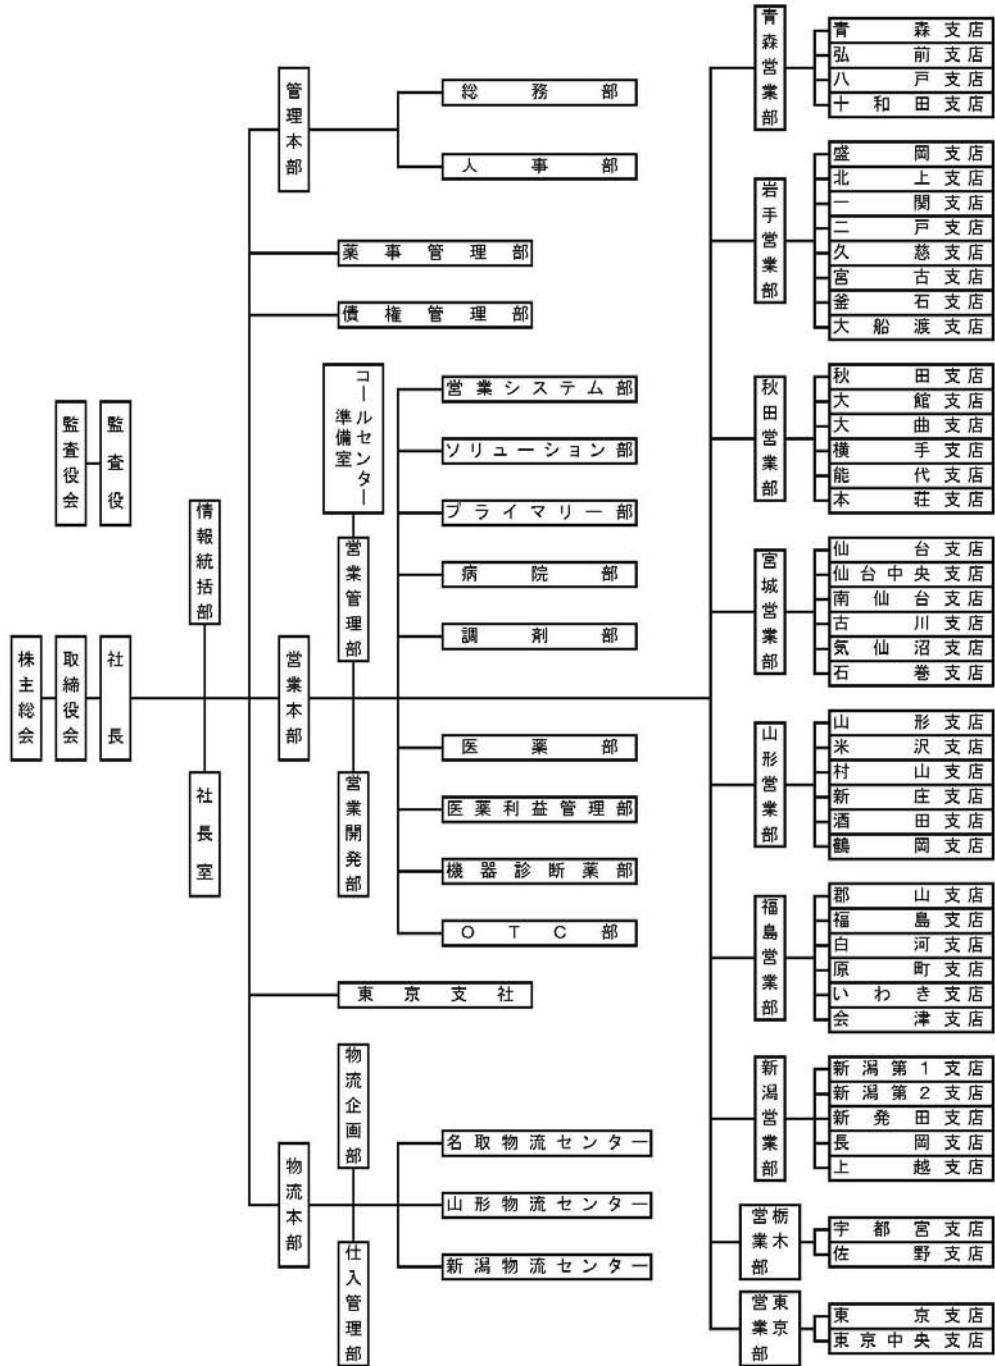 株主総会
取締役会
社長
監査役会
監査役
情報統括部
社長室
管理本部
総務部
人事部
薬事管理部
債権管理部
営業本部
コールセンター
準備室
営業管理部
営業開発部
営業システム部
ソリューション部
プライマリー部
病院部
調剤部
医薬部
医薬利益管理部
機器診断薬部
OTC部
東京支社
物流本部
物流企画部
仕入管理部
名取物流センター
山形物流センター
新潟物流センター
青森営業部
青森支店
弘前支店
八戸支店
十和田支店
岩手営業部
盛岡支店
北上支店
一関支店
二戸支店
久慈支店
宮古支店
釜石支店
大船渡支店
秋田営業部
秋田支店
大館支店
大曲支店
横手支店
能代支店
本荘支店
宮城営業部
仙台支店
仙台中央支店
南仙台支店
古川支店
気仙沼支店
石巻支店
山形営業部
山形支店
米沢支店
村山支店
新庄支店
酒田支店
鶴岡支店
福島営業部
郡山支店
福島支店
白河支店
原町支店
いわき支店
会津支店
新潟営業部
新潟第1支店
新潟第2支店
新発田支店
長岡支店
上越支店
栃木
営業部
宇都宮支店
佐野支店
東京
営業部
東京支店
東京中央支店